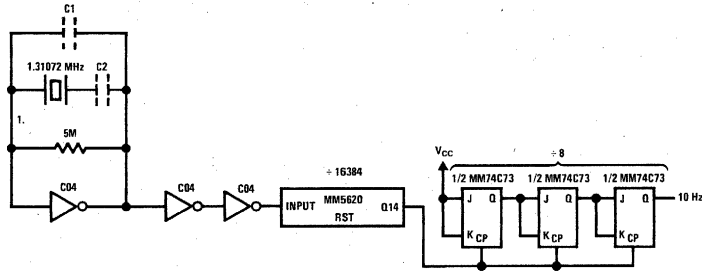 C1
1.31072 MHz
C2
1.
5M
C04
C04
C04
÷ 16384
INPUT MM5620 Q14
RST
VCC
÷8
1/2 MM74C73 1/2 MM74C73 1/2 MM74C73
J Q J Q J Q 10 Hz
K CP K CP K CP